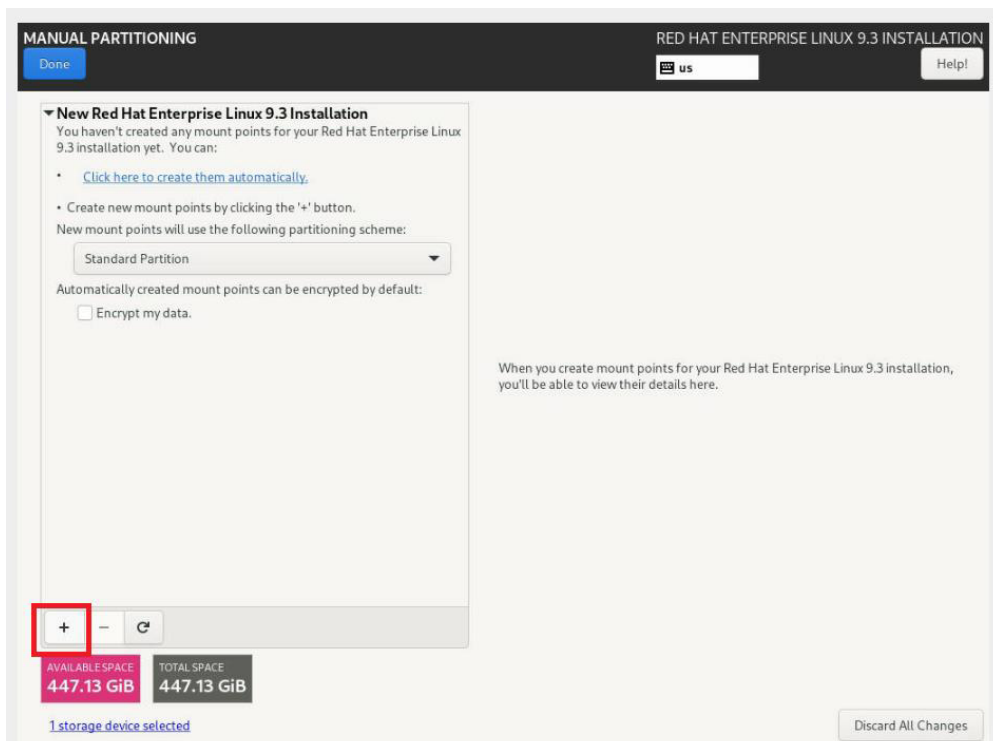 MANUAL PARTITIONING
RED HAT ENTERPRISE LINUX 9.3 INSTALLATION
Done
us
Help!
New Red Hat Enterprise Linux 9.3 Installation
You haven't created any mount points for your Red Hat Enterprise Linux
9.3 installation yet. You can:
• Click here to create them automatically.
• Create new mount points by clicking the '+' button.
New mount points will use the following partitioning scheme:
Standard Partition
Automatically created mount points can be encrypted by default:
Encrypt my data.
When you create mount points for your Red Hat Enterprise Linux 9.3 installation,
you'll be able to view their details here.
+ −
AVAILABLE SPACE
447.13 GiB
TOTAL SPACE
447.13 GiB
1 storage device selected
Discard All Changes